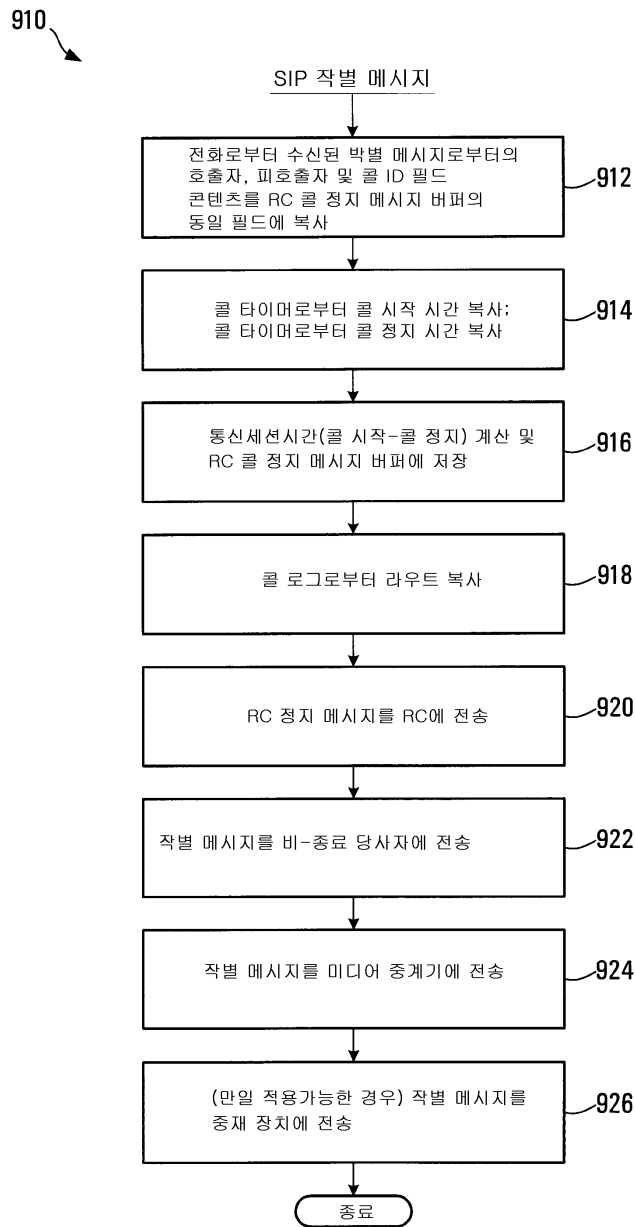 910
SIP 작별 메시지
전화로부터 수신된 박별 메시지로부터의
호출자, 피호출자 및 콜 ID 필드
콘텐츠를 RC 콜 정지 메시지 버퍼의
동일 필드에 복사
912
콜 타이머로부터 콜 시작 시간 복사;
콜 타이머로부터 콜 정지 시간 복사
914
통신세션시간(콜 시작-콜 정지) 계산 및
RC 콜 정지 메시지 버퍼에 저장
916
콜 로그로부터 라우트 복사
918
RC 정지 메시지를 RC에 전송
920
작별 메시지를 비-종료 당사자에 전송
922
작별 메시지를 미디어 중계기에 전송
924
(만일 적용가능한 경우) 작별 메시지를
중재 장치에 전송
926
종료